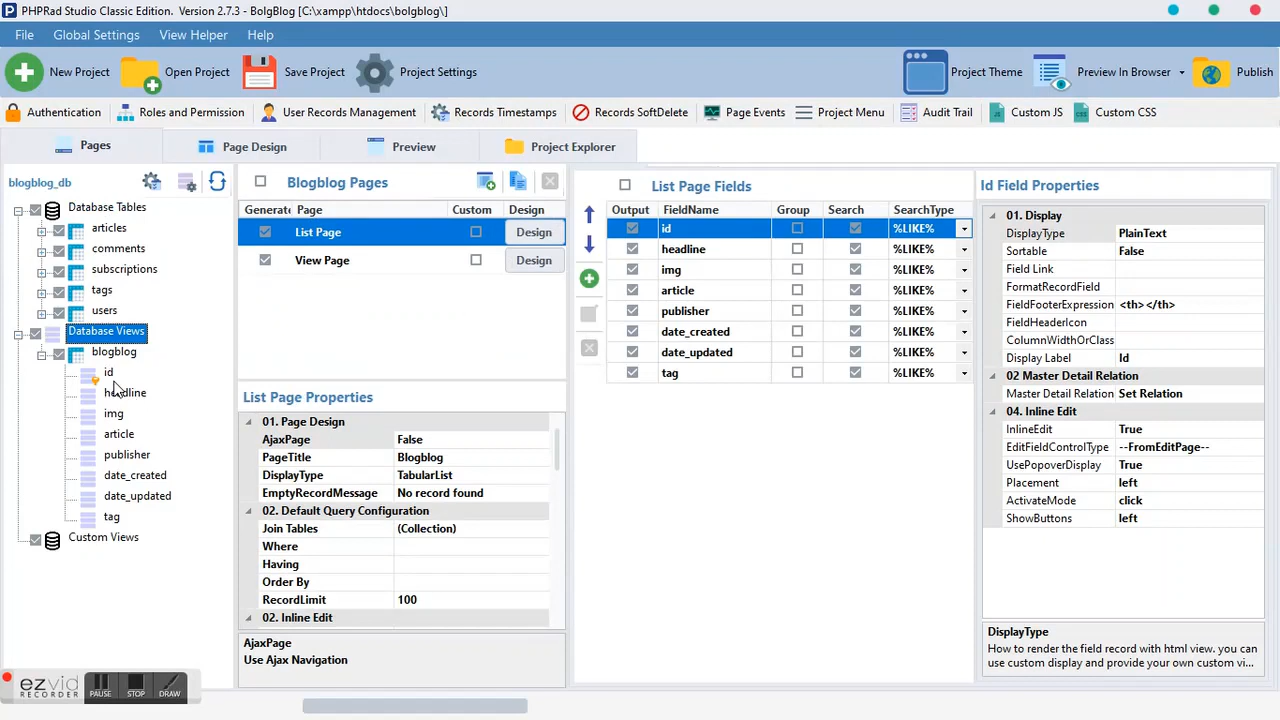 PHPRad Studio Classic Edition. Version 2.7.3 - BolgBlog [C:\xampp\htdocs\bolgblog\]
File Global Settings View Helper Help
New Project Open Project Save Project Project Settings Project Theme Preview In Browser Publish
Authentication Roles and Permission User Records Management Records Timestamps Records SoftDelete Page Events Project Menu Audit Trail Custom JS Custom CSS
Pages Page Design Preview Project Explorer
blogblog_db
Database Tables
articles
comments
subscriptions
tags
users
Database Views
blogblog
id
headline
img
article
publisher
date_created
date_updated
tag
Custom Views
Blogblog Pages
Generate Page Custom Design
List Page Design
View Page Design
List Page Properties
01. Page Design
AjaxPage False
PageTitle Blogblog
DisplayType TabularList
EmptyRecordMessage No record found
02. Default Query Configuration
Join Tables (Collection)
Where
Having
Order By
RecordLimit 100
02. Inline Edit
AjaxPage
Use Ajax Navigation
List Page Fields
Output FieldName Group Search SearchType
id %LIKE%
headline %LIKE%
img %LIKE%
article %LIKE%
publisher %LIKE%
date_created %LIKE%
date_updated %LIKE%
tag %LIKE%
Id Field Properties
01. Display
DisplayType PlainText
Sortable False
Field Link
FormatRecordField
FieldFooterExpression <th></th>
FieldHeaderIcon
ColumnWidthOrClass
Display Label Id
02 Master Detail Relation
Master Detail Relation Set Relation
04. Inline Edit
InlineEdit True
EditFieldControlType --FromEditPage--
UsePopoverDisplay True
Placement left
ActivateMode click
ShowButtons left
DisplayType
How to render the field record with html view. you can
use custom display and provide your own custom vi...
ezvid
RECORDER
PAUSE STOP DRAW